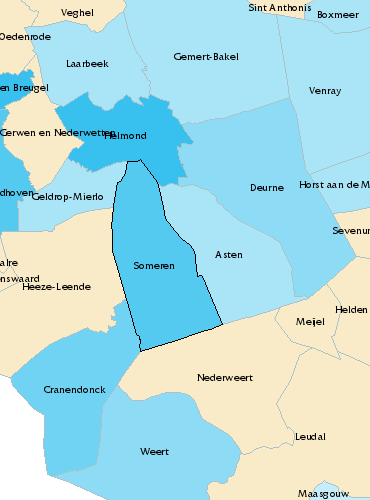 Veghel
Sint Anthonis
Boxmeer
Oedenrode
Laarbeek
Gemert-Bakel
en Breugel
Venray
Gerwen en Nederwetten
Helmond
dhoven
Geldrop-Mierlo
Deurne
Horst aan de M
Sevenum
Asten
alre
Someren
nswaard
Heeze-Leende
Helden
Meijel
Nederweert
Cranendonck
Leudal
Weert
Maasgouw